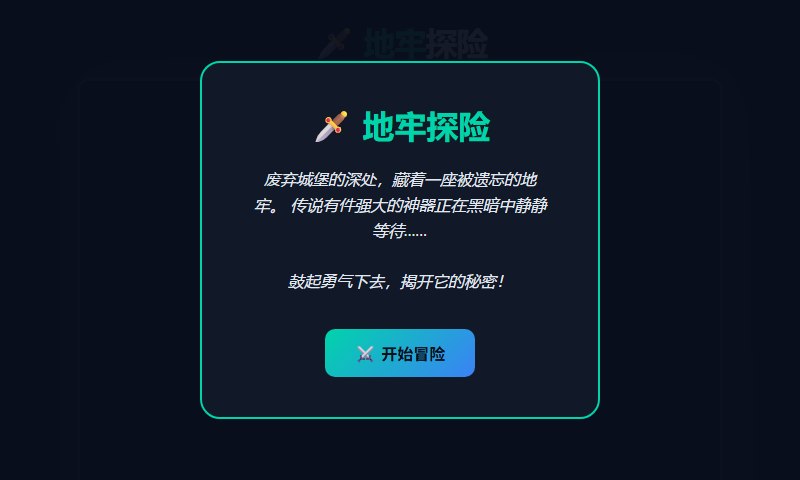 地牢探险
地牢探险
废弃城堡的深处，藏着一座被遗忘的地
牢。 传说有件强大的神器正在黑暗中静静
等待......
鼓起勇气下去，揭开它的秘密！
开始冒险